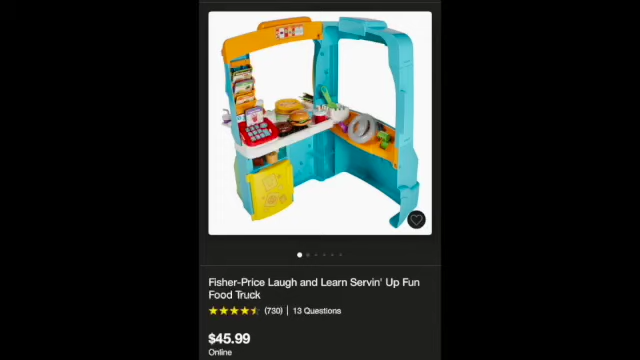 Fisher-Price Laugh and Learn Servin' Up Fun
Food Truck
(730) | 13 Questions
$45.99
Online